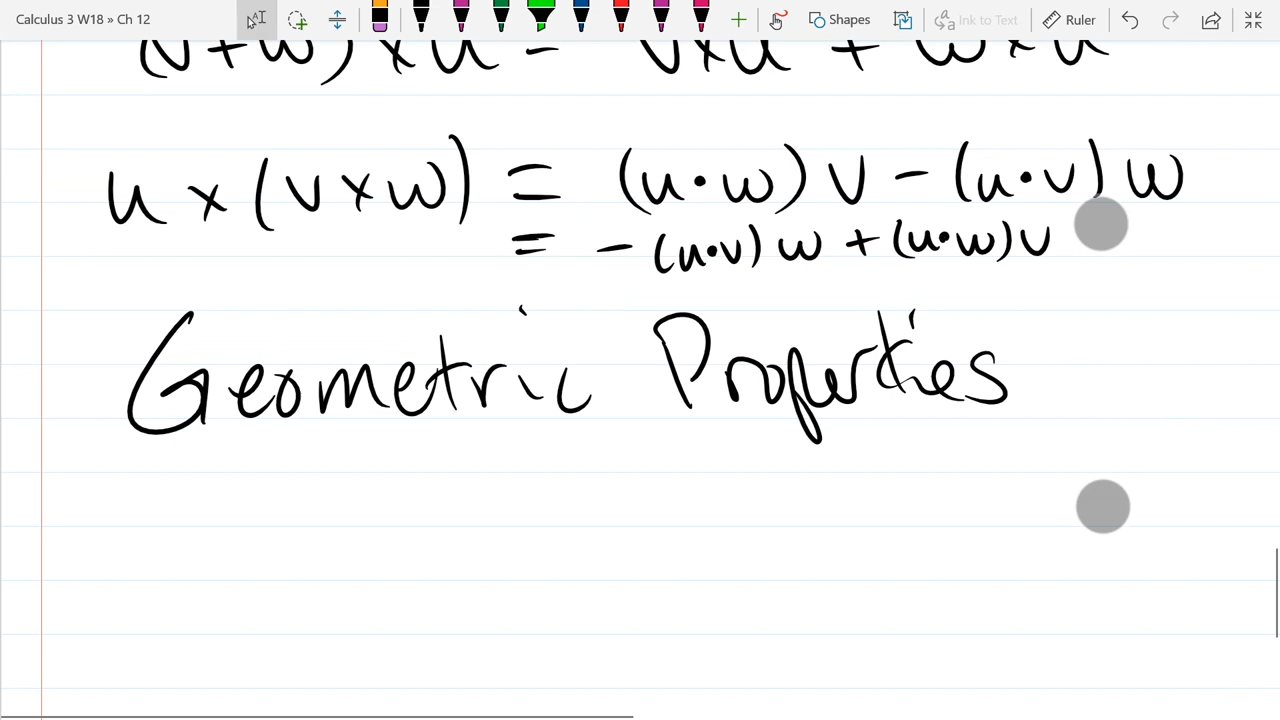 Calculus 3 W18 » Ch 12
Shapes
Ink to Text
Ruler
(v+w) × u = v×u + w×u
u × (v × w) = (u•w) v − (u•v) w
= −(u•v) w + (u•w) v
Geometric Properties